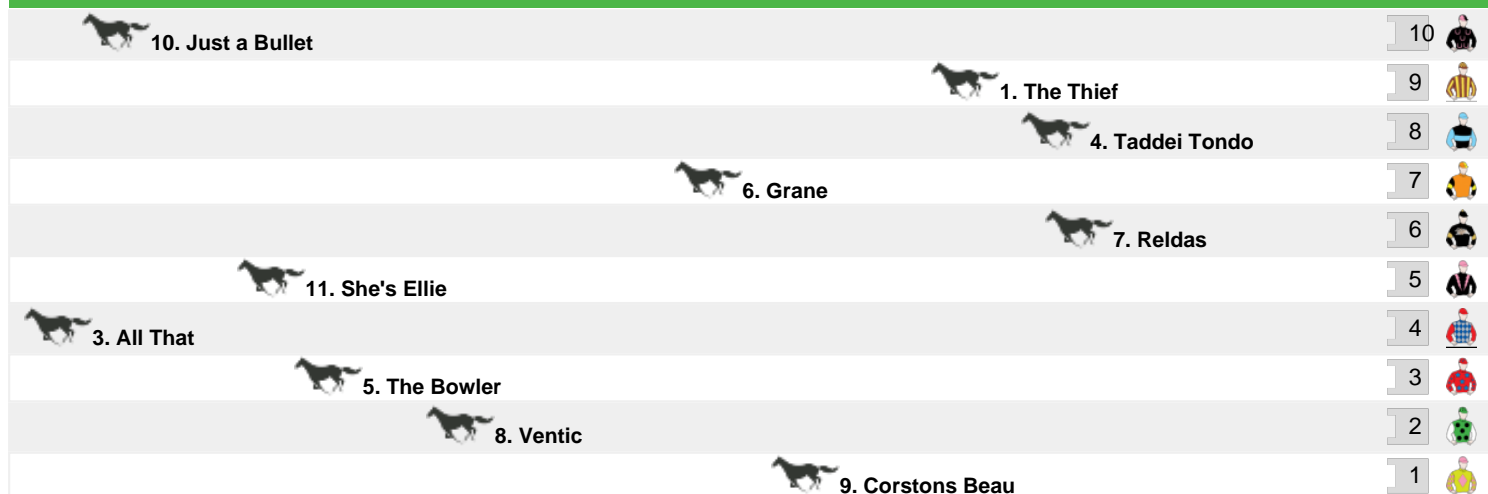 10. Just a Bullet 10
1. The Thief 9
4. Taddei Tondo 8
6. Grane 7
7. Reldas 6
11. She's Ellie 5
3. All That 4
5. The Bowler 3
8. Ventic 2
9. Corstons Beau 1